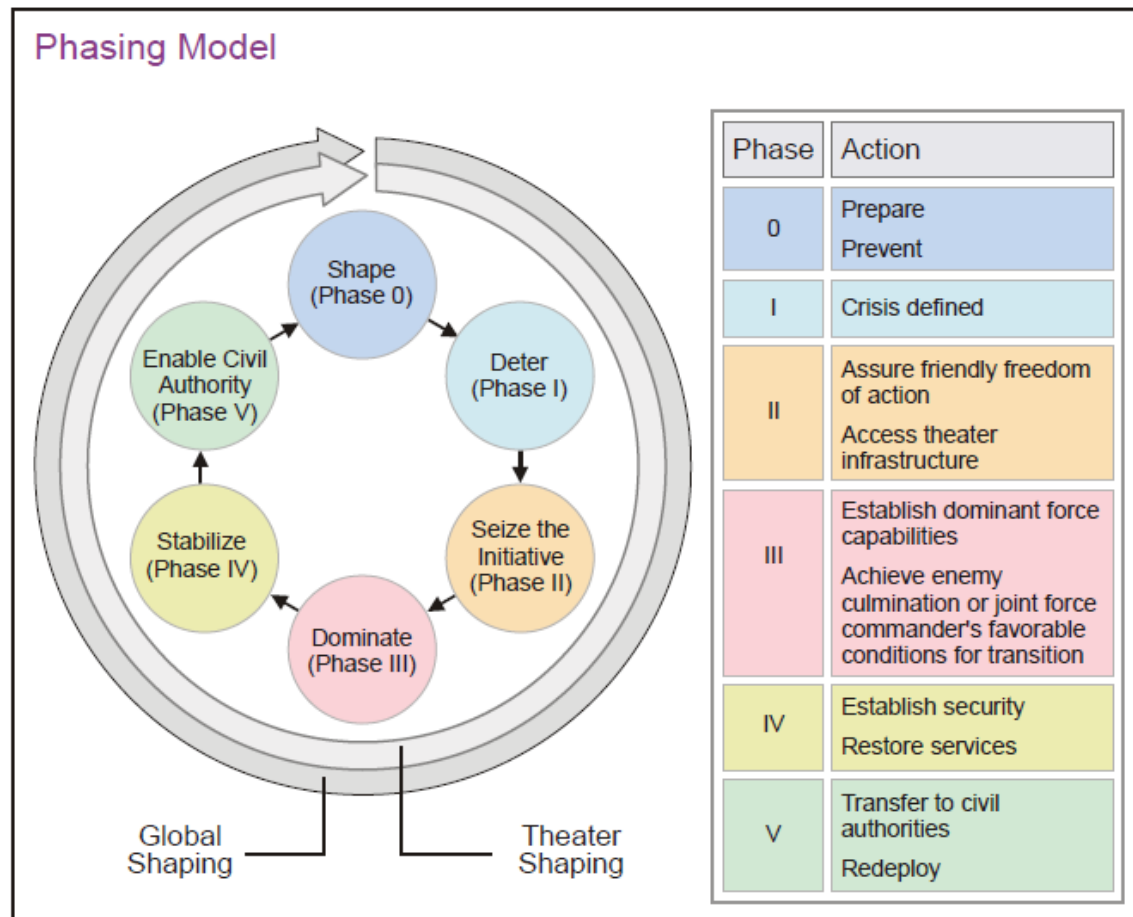 Phasing Model
Shape
(Phase 0)
Deter
(Phase I)
Seize the
Initiative
(Phase II)
Dominate
(Phase III)
Stabilize
(Phase IV)
Enable Civil
Authority
(Phase V)
Global
Shaping
Theater
Shaping
Phase Action
0
Prepare
Prevent
I
Crisis defined
II
Assure friendly freedom
of action
Access theater
infrastructure
III
Establish dominant force
capabilities
Achieve enemy
culmination or joint force
commander's favorable
conditions for transition
IV
Establish security
Restore services
V
Transfer to civil
authorities
Redeploy